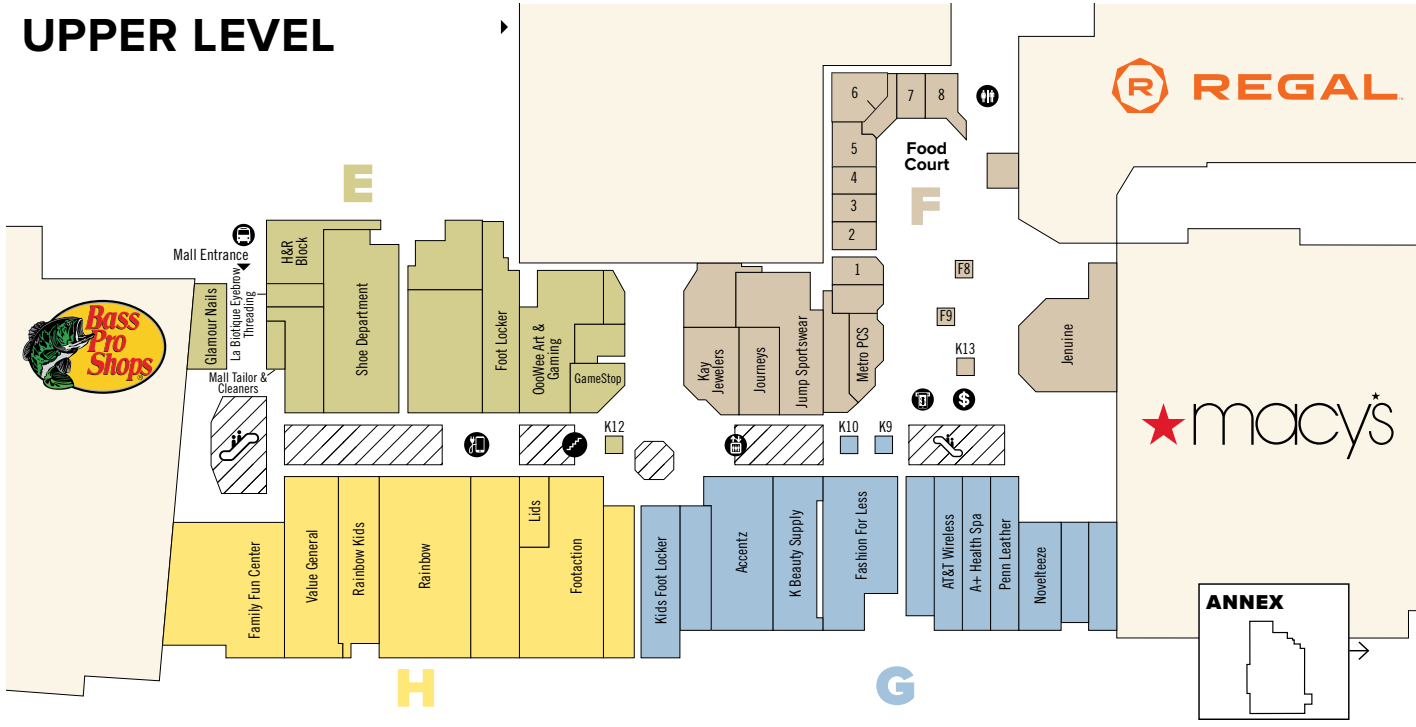 UPPER LEVEL
R REGAL
6
7
8
5
Food
Court
4
3
2
1
E
F
H&R
Block
Mall Entrance
La Biotique Eyebrow
Threading
Glamour Nails
Mall Tailor &
Cleaners
Shoe Department
Foot Locker
OooWee Art &
Gaming
GameStop
Kay
Jewelers
Journeys
Jump Sportswear
Metro PCS
F8
F9
K13
Jenuine
Bass
Pro
Shops
®
$
macy's
K12
K10
K9
Family Fun Center
Value General
Rainbow Kids
Rainbow
Lids
Footaction
Kids Foot Locker
Accentz
K Beauty Supply
Fashion For Less
AT&T Wireless
A+ Health Spa
Penn Leather
Novelteeze
H
G
ANNEX